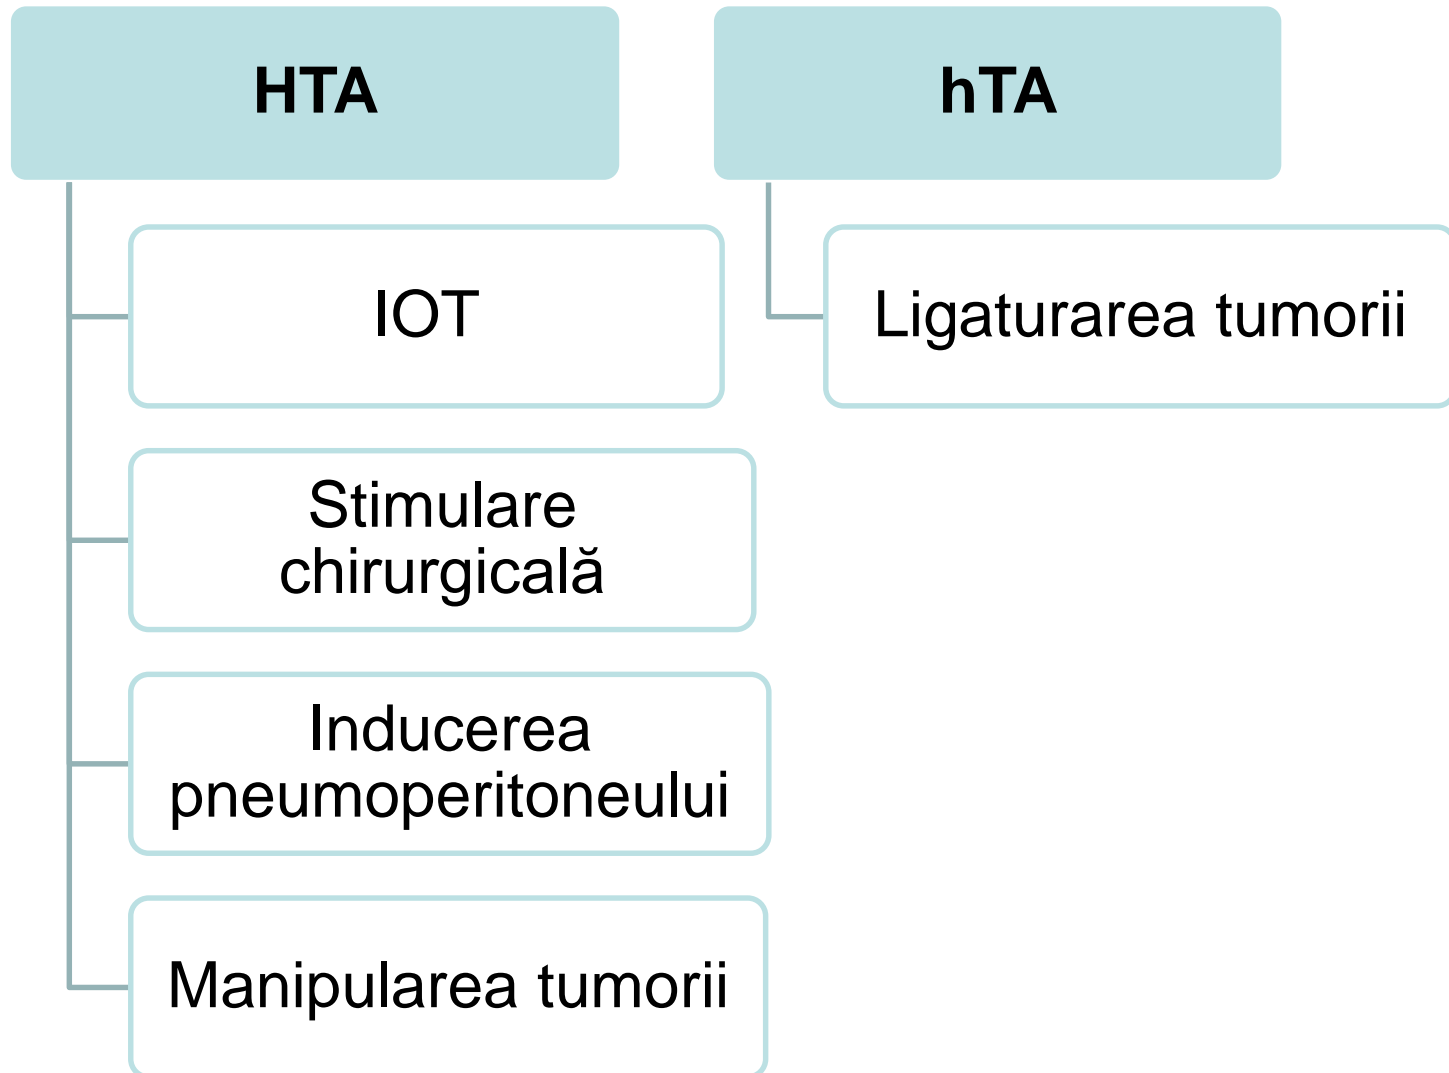 HTA
IOT
Stimulare
chirurgicală
Inducerea
pneumoperitoneului
Manipularea tumorii
hTA
Ligaturarea tumorii